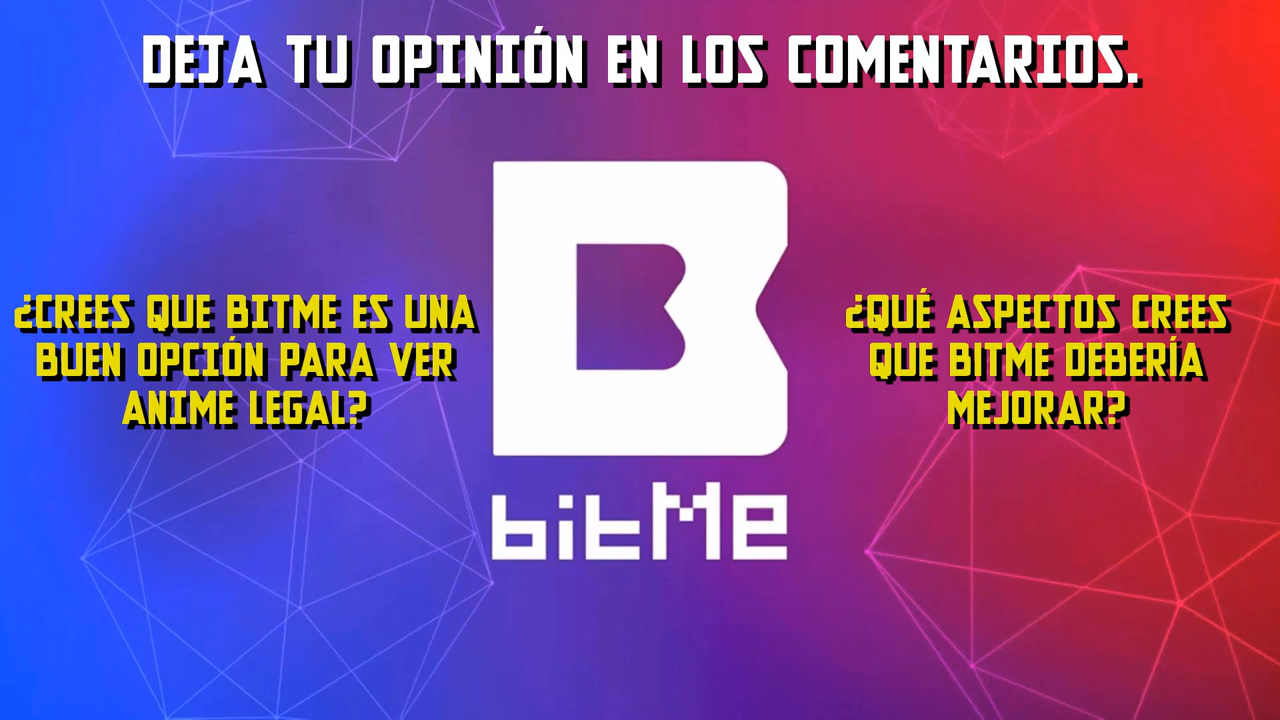 DEJA TU OPINIÓN EN LOS COMENTARIOS.
¿CREES QUE BITME ES UNA
BUEN OPCIÓN PARA VER
ANIME LEGAL?
¿QUÉ ASPECTOS CREES
QUE BITME DEBERÍA
MEJORAR?
B
bitMe